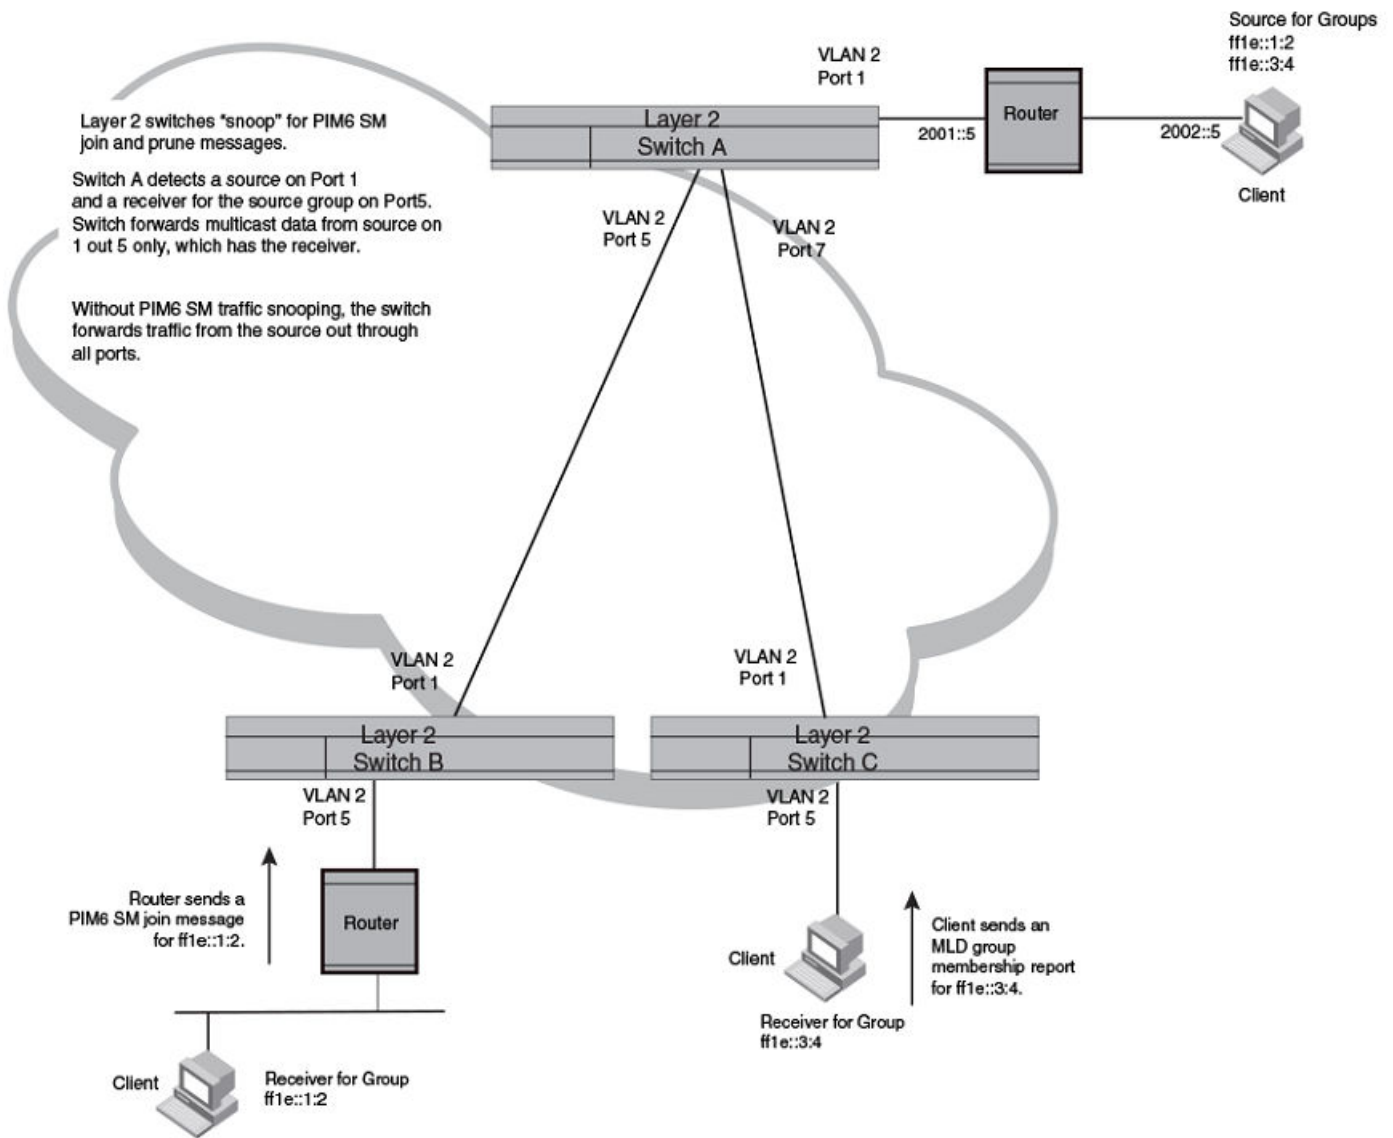 Source for Groups
ff1e::1:2
ff1e::3:4
VLAN 2
Port 1
Layer 2
Switch A
2001::5
Router
2002::5
Client
Layer 2 switches “snoop” for PIM6 SM
join and prune messages.
Switch A detects a source on Port 1
and a receiver for the source group on Port5.
Switch forwards multicast data from source on
1 out 5 only, which has the receiver.
Without PIM6 SM traffic snooping, the switch
forwards traffic from the source out through
all ports.
VLAN 2
Port 5
VLAN 2
Port 7
VLAN 2
Port 1
VLAN 2
Port 1
Layer 2
Switch B
Layer 2
Switch C
VLAN 2
Port 5
VLAN 2
Port 5
Router sends a
PIM6 SM join message
for ff1e::1:2.
Router
Client
Client sends an
MLD group
membership report
for ff1e::3:4.
Receiver for Group
ff1e::3:4
Client
Receiver for Group
ff1e::1:2